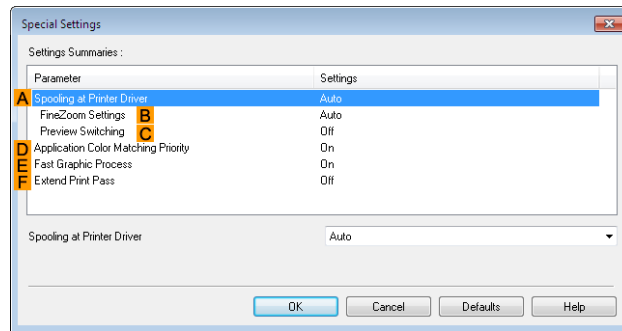 Special Settings
Settings Summaries :
Parameter Settings
A Spooling at Printer Driver Auto
FineZoom Settings B Auto
Preview Switching C Off
D Application Color Matching Priority On
E Fast Graphic Process On
F Extend Print Pass Off
Spooling at Printer Driver Auto
OK Cancel Defaults Help